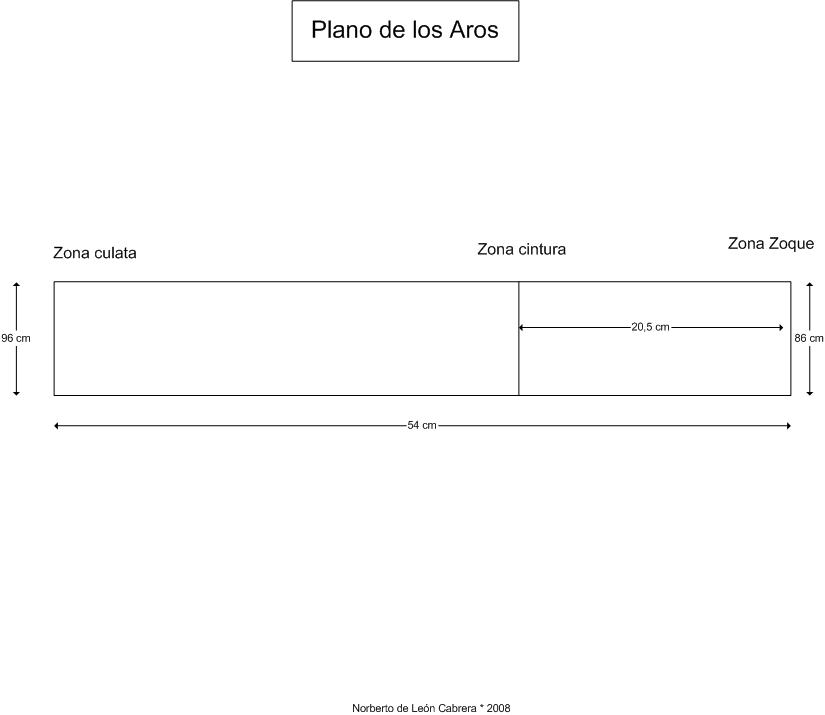 Plano de los Aros
Zona culata
Zona cintura
Zona Zoque
96 cm
20,5 cm
86 cm
54 cm
Norberto de León Cabrera * 2008